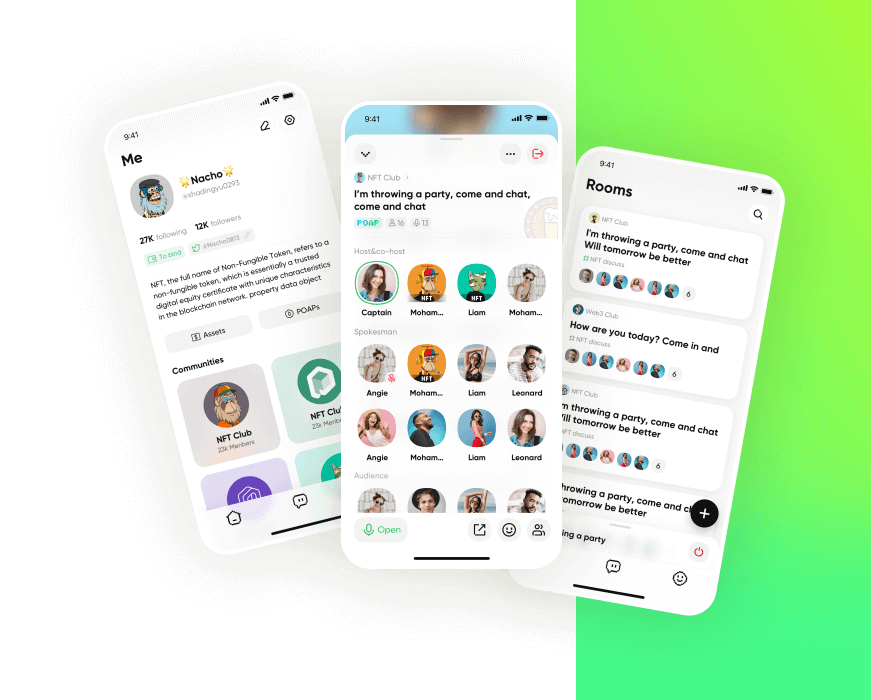 9:41
Me
Nacho
@shadingyu0293
27K following 12K followers
To bind
@Nacho0813
NFT, the full name of Non-Fungible Token, refers to a
non-fungible token, which is essentially a trusted
digital equity certificate with unique characteristics
in the blockchain network. property data object
Assets
POAPs
Communities
NFT Club
23k Menbers
NFT Clu
23k Menbers
9:41
NFT Club
I'm throwing a party, come and chat,
come and chat
POAP 16 13
Host&co-host
NFT
NFT
Captain Moham... Liam Moham...
Spokesman
NFT
Angie Moham... Liam Leonard
Angie Moham... Liam Leonard
Audience
Open
9:41
Rooms
NFT Club
I'm throwing a party, come and chat
Will tomorrow be better
# NFT discuss
6
Web3 Club
How are you today? Come in and
# NFT discuss
6
NFT Club
I'm throwing a party, come and chat
Will tomorrow be better
NFT discuss
6
throwing a party, come and ch
tomorrow be better
ing a party